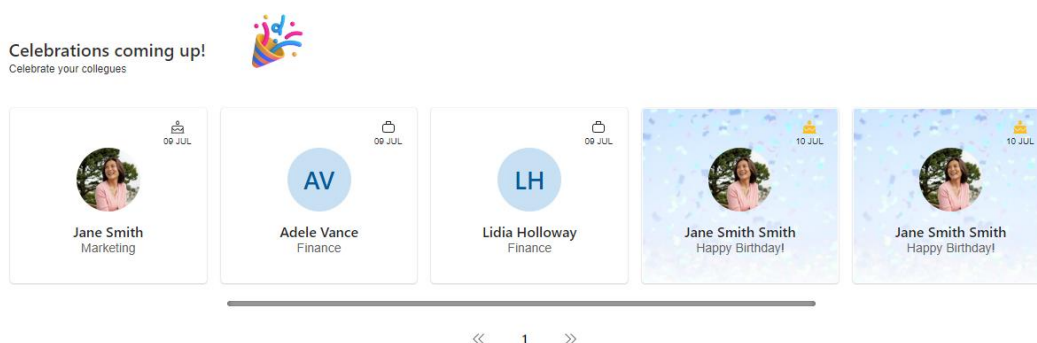 Celebrations coming up!
Celebrate your collegues
09 JUL
Jane Smith
Marketing
09 JUL
AV
Adele Vance
Finance
09 JUL
LH
Lidia Holloway
Finance
10 JUL
Jane Smith Smith
Happy Birthday!
10 JUL
Jane Smith Smith
Happy Birthday!
1